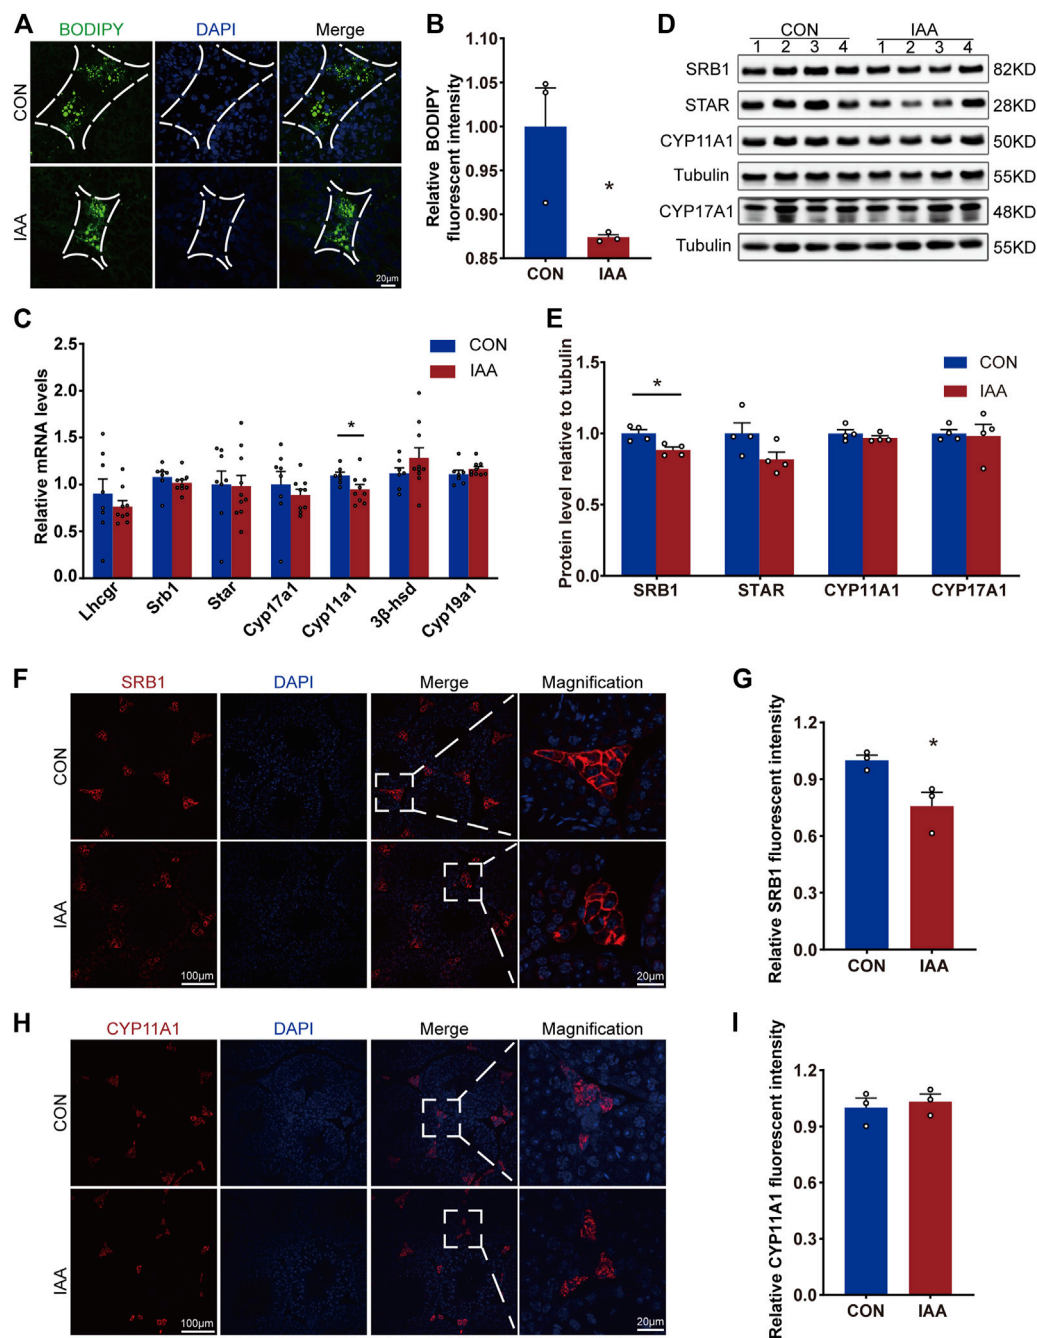 A
BODIPY DAPI Merge
CON
IAA
20μm
B
Relative BODIPY
fluorescent intensity
1.10
1.05
1.00
0.95
0.90
0.85
*
CON IAA
D
CON IAA
1 2 3 4 1 2 3 4
SRB1 82KD
STAR 28KD
CYP11A1 50KD
Tubulin 55KD
CYP17A1 48KD
Tubulin 55KD
C
Relative mRNA levels
2.5
2.0
1.5
1.0
0.5
0.0
CON
IAA
*
Lhcgr Srb1 Star Cyp17a1 Cyp11a1 3β-hsd Cyp19a1
E
Protein level relative to tubulin
1.5
1.0
0.5
0.0
CON
IAA
*
SRB1 STAR CYP11A1 CYP17A1
F
SRB1 DAPI Merge Magnification
CON
IAA
100μm 20μm
G
Relative SRB1 fluorescent intensity
1.2
0.9
0.6
0.3
0.0
*
CON IAA
H
CYP11A1 DAPI Merge Magnification
CON
IAA
100μm 20μm
I
Relative CYP11A1 fluorescent intensity
1.2
0.9
0.6
0.3
0.0
CON IAA